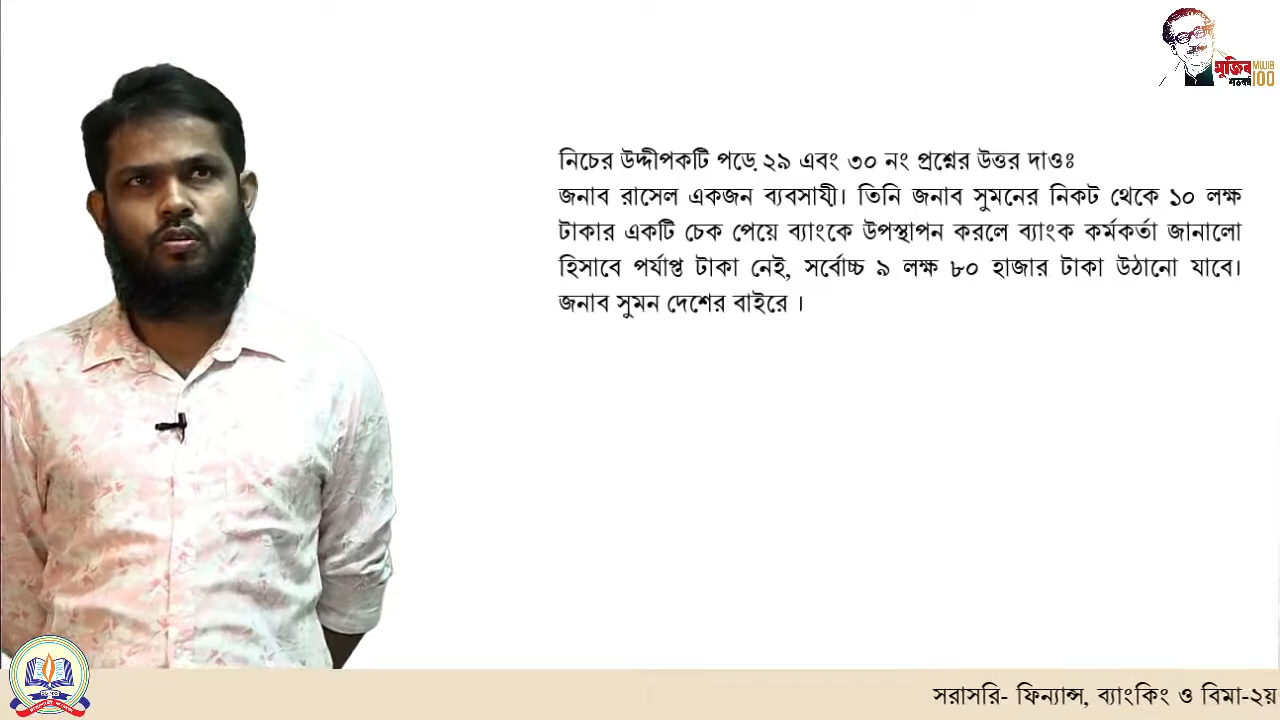 মুজিব MUJIB
শতবর্ষ 100
নিচের উদ্দীপকটি পড়ে ২৯ এবং ৩০ নং প্রশ্নের উত্তর দাওঃ
জনাব রাসেল একজন ব্যবসায়ী। তিনি জনাব সুমনের নিকট থেকে ১০ লক্ষ
টাকার একটি চেক পেয়ে ব্যাংকে উপস্থাপন করলে ব্যাংক কর্মকর্তা জানালো
হিসাবে পর্যাপ্ত টাকা নেই, সর্বোচ্চ ৯ লক্ষ ৮০ হাজার টাকা উঠানো যাবে।
জনাব সুমন দেশের বাইরে ।
সরাসরি- ফিন্যান্স, ব্যাংকিং ও বিমা-২য়